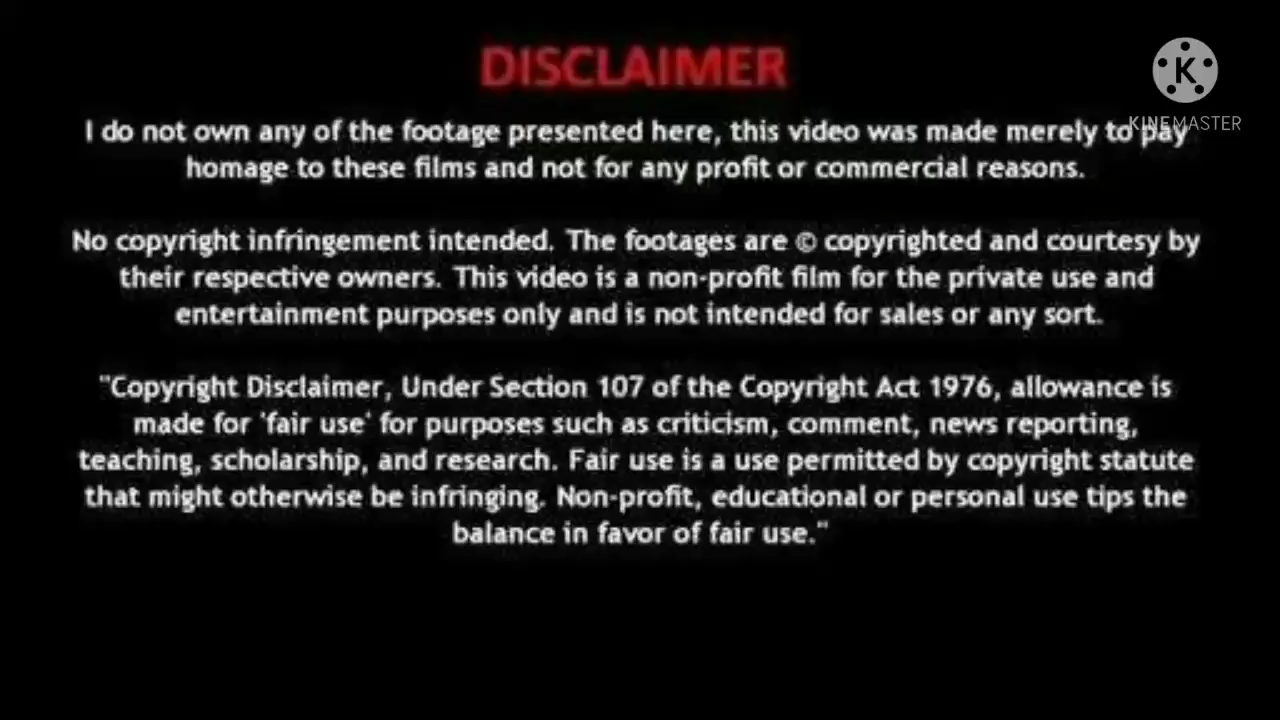 DISCLAIMER
K
KINEMASTER
I do not own any of the footage presented here, this video was made merely to pay
homage to these films and not for any profit or commercial reasons.
No copyright infringement intended. The footages are © copyrighted and courtesy by
their respective owners. This video is a non-profit film for the private use and
entertainment purposes only and is not intended for sales or any sort.
"Copyright Disclaimer, Under Section 107 of the Copyright Act 1976, allowance is
made for 'fair use' for purposes such as criticism, comment, news reporting,
teaching, scholarship, and research. Fair use is a use permitted by copyright statute
that might otherwise be infringing. Non-profit, educational or personal use tips the
balance in favor of fair use."